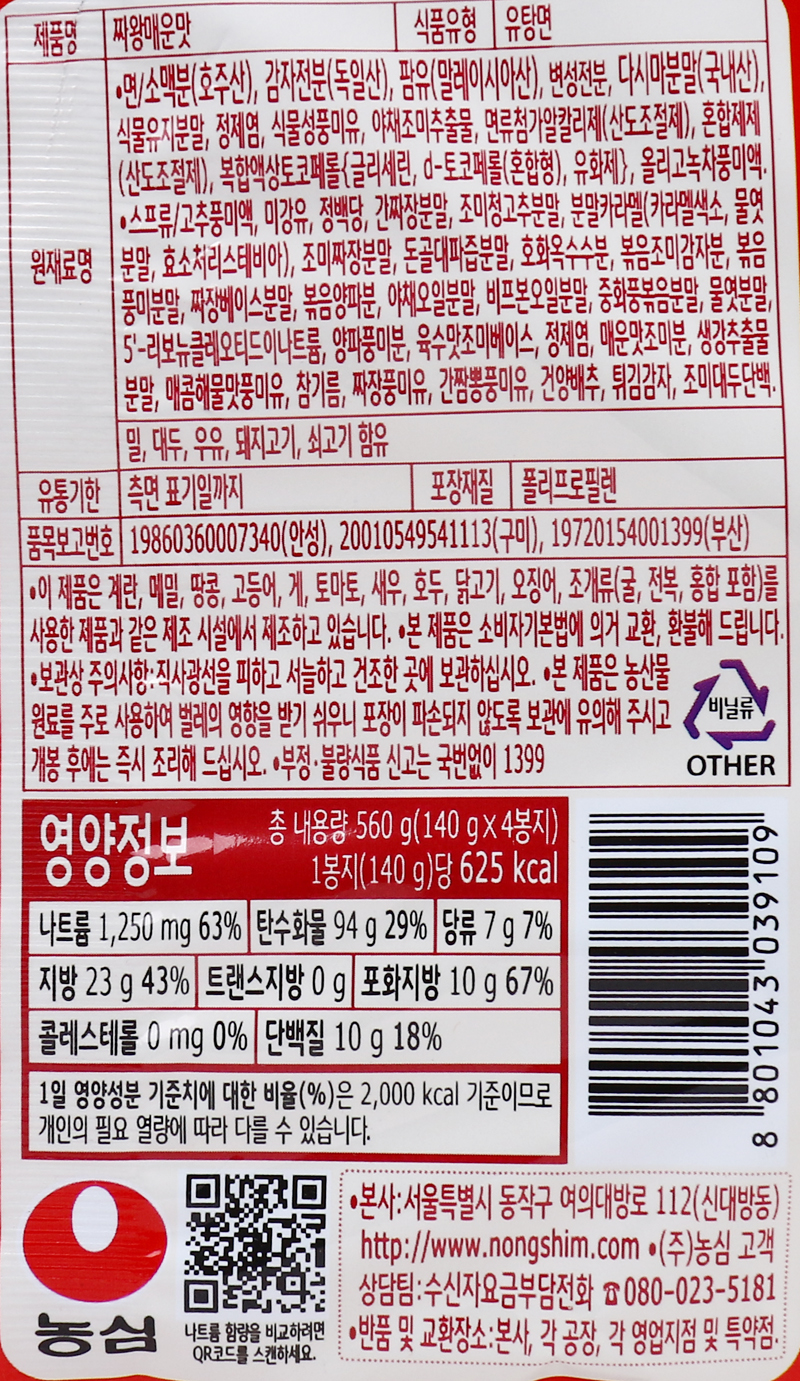 제품명 짜왕매운맛 식품유형 유탕면
•면/소맥분(호주산), 감자전분(독일산), 팜유(말레이시아산), 변성전분, 다시마분말(국내산),
식물유지분말, 정제염, 식물성풍미유, 야채조미추출물, 면류첨가알칼리제(산도조절제), 혼합제제
(산도조절제), 복합액상토코페롤{글리세린, d-토코페롤(혼합형), 유화제}, 올리고녹차풍미액.
•스프류/고추풍미액, 미강유, 정백당, 간짜장분말, 조미청고추분말, 분말카라멜(카라멜색소, 물엿
원재료명 분말, 효소처리스테비아), 조미짜장분말, 돈골대파즙분말, 호화옥수수분, 볶음조미감자분, 볶음
풍미분말, 짜장베이스분말, 볶음양파분, 야채오일분말, 비프본오일분말, 중화풍볶음분말, 물엿분말,
5'-리보뉴클레오티드이나트륨, 양파풍미분, 육수맛조미베이스, 정제염, 매운맛조미분, 생강추출물
분말, 매콤해물맛풍미유, 참기름, 짜장풍미유, 간짬뽕풍미유, 건양배추, 튀김감자, 조미대두단백.
밀, 대두, 우유, 돼지고기, 쇠고기 함유
유통기한 측면 표기일까지 포장재질 폴리프로필렌
품목보고번호 19860360007340(안성), 20010549541113(구미), 19720154001399(부산)
•이 제품은 계란, 메밀, 땅콩, 고등어, 게, 토마토, 새우, 호두, 닭고기, 오징어, 조개류(굴, 전복, 홍합 포함)를
사용한 제품과 같은 제조 시설에서 제조하고 있습니다. •본 제품은 소비자기본법에 의거 교환, 환불해 드립니다.
•보관상 주의사항:직사광선을 피하고 서늘하고 건조한 곳에 보관하십시오. •본 제품은 농산물
원료를 주로 사용하여 벌레의 영향을 받기 쉬우니 포장이 파손되지 않도록 보관에 유의해 주시고
개봉 후에는 즉시 조리해 드십시오. •부정·불량식품 신고는 국번없이 1399
비닐류
OTHER
영양정보 총 내용량 560 g(140 g X 4봉지)
1봉지(140 g)당 625 kcal
나트륨 1,250 mg 63% 탄수화물 94 g 29% 당류 7 g 7%
지방 23 g 43% 트랜스지방 0 g 포화지방 10 g 67%
콜레스테롤 0 mg 0% 단백질 10 g 18%
1일 영양성분 기준치에 대한 비율(%)은 2,000 kcal 기준이므로
개인의 필요 열량에 따라 다를 수 있습니다.
8 801043 039109
농심
나트륨 함량을 비교하려면
QR코드를 스캔하세요.
•본사:서울특별시 동작구 여의대방로 112(신대방동)
http://www.nongshim.com •(주)농심 고객
상담팀:수신자요금부담전화 ☎080-023-5181
•반품 및 교환장소:본사, 각 공장, 각 영업지점 및 특약점.